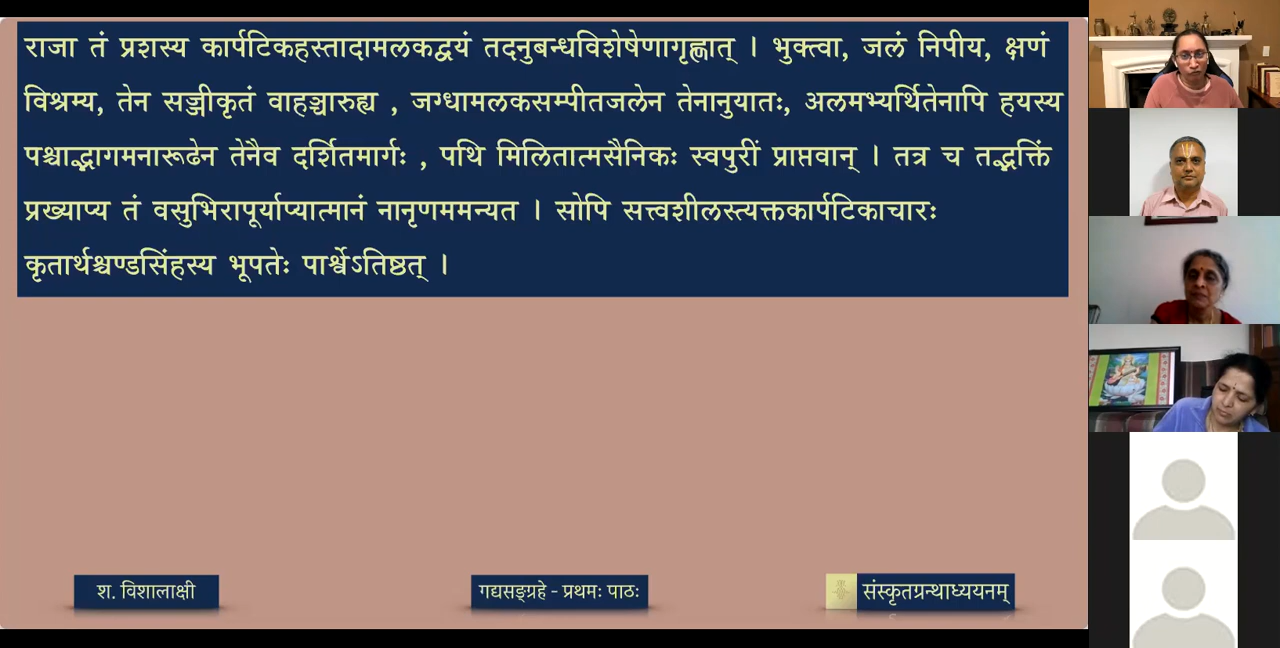 राजा तं प्रशस्य कार्पटिकहस्तादामलकद्वयं तदनुबन्धविशेषेणागृह्णात् । भुक्त्वा, जलं निपीय, क्षणं
विश्रम्य, तेन सज्जीकृतं वाहञ्चारुह्य , जग्धामलकसम्पीतजलेन तेनानुयातः, अलमभ्यर्थितेनापि हयस्य
पश्चाद्भागमनारूढेन तेनैव दर्शितमार्गः , पथि मिलितात्मसैनिकः स्वपुरीं प्राप्तवान् । तत्र च तद्भक्तिं
प्रख्याप्य तं वसुभिरापूर्याप्यात्मानं नानृणममन्यत । सोपि सत्त्वशीलस्त्यक्तकार्पटिकाचारः
कृतार्थश्चण्डसिंहस्य भूपतेः पार्श्वेऽतिष्ठत् ।
श. विशालाक्षी
गद्यसङ्ग्रहे - प्रथमः पाठः
संस्कृतग्रन्थाध्ययनम्